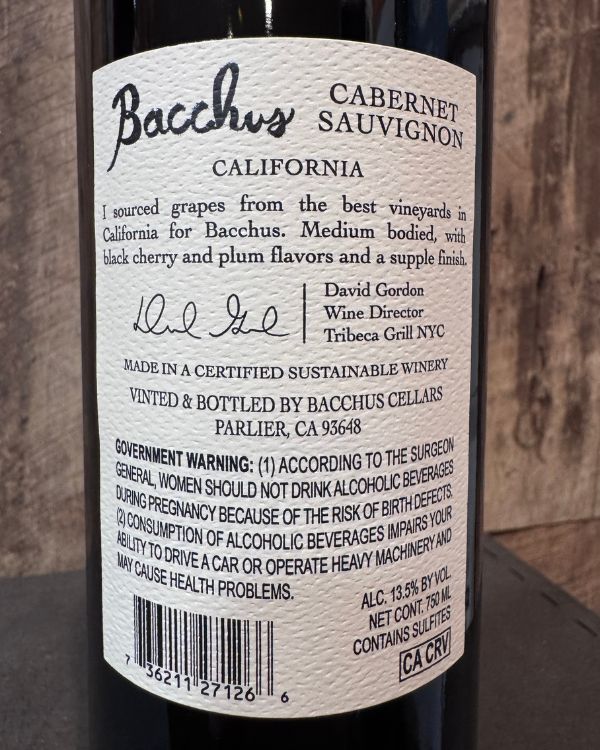 Bacchus
CABERNET
SAUVIGNON
CALIFORNIA
I sourced grapes from the best vineyards in
California for Bacchus. Medium bodied, with
black cherry and plum flavors and a supple finish.
David Gordon
Wine Director
Tribeca Grill NYC
MADE IN A CERTIFIED SUSTAINABLE WINERY
VINTED & BOTTLED BY BACCHUS CELLARS
PARLIER, CA 93648
GOVERNMENT WARNING: (1) ACCORDING TO THE SURGEON
GENERAL, WOMEN SHOULD NOT DRINK ALCOHOLIC BEVERAGES
DURING PREGNANCY BECAUSE OF THE RISK OF BIRTH DEFECTS.
(2) CONSUMPTION OF ALCOHOLIC BEVERAGES IMPAIRS YOUR
ABILITY TO DRIVE A CAR OR OPERATE HEAVY MACHINERY AND
MAY CAUSE HEALTH PROBLEMS.
ALC. 13.5% BY VOL.
NET CONT. 750 ML
CONTAINS SULFITES
CA CRV
7 36211 27126 6